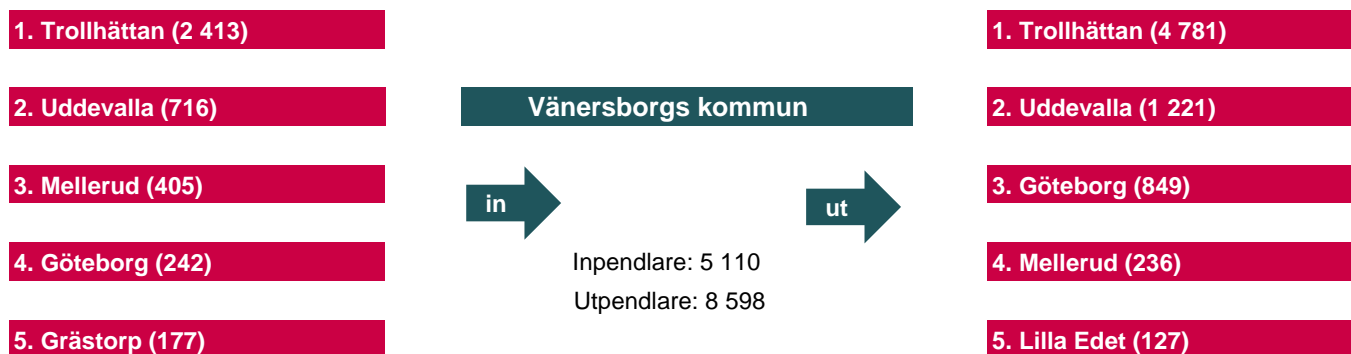 1. Trollhättan (2 413)
2. Uddevalla (716)
3. Mellerud (405)
4. Göteborg (242)
5. Grästorp (177)
Vänersborgs kommun
in
ut
Inpendlare: 5 110
Utpendlare: 8 598
1. Trollhättan (4 781)
2. Uddevalla (1 221)
3. Göteborg (849)
4. Mellerud (236)
5. Lilla Edet (127)